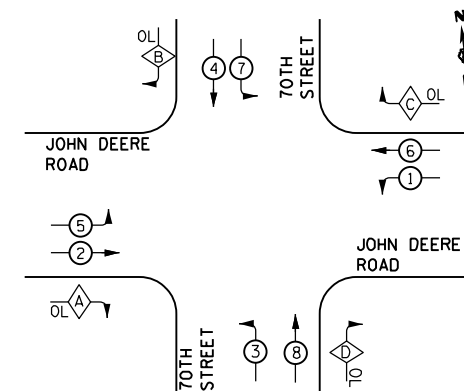 N
OL
B
4
7
70TH
STREET
C
OL
JOHN DEERE
ROAD
6
1
5
2
JOHN DEERE
ROAD
A
OL
70TH
STREET
3
8
D
OL